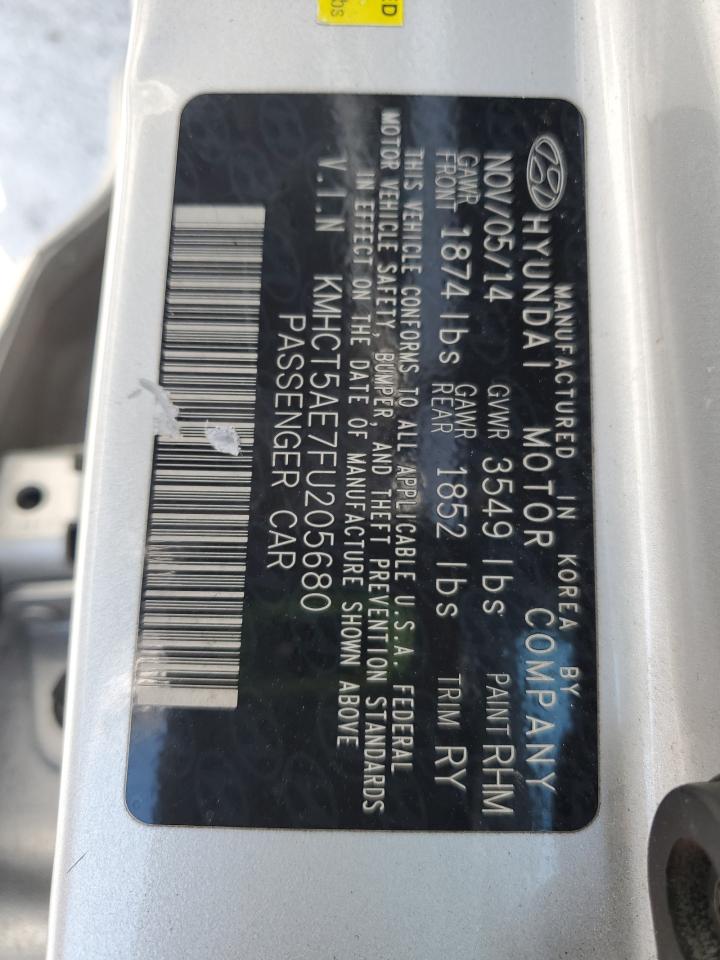 MANUFACTURED IN KOREA BY
HYUNDAI MOTOR COMPANY
NOV/05/14 GVWR 3549 lbs PAINT RHM
GAWR FRONT 1874 lbs GAWR REAR 1852 lbs TRIM RY
THIS VEHICLE CONFORMS TO ALL APPLICABLE U.S.A. FEDERAL
MOTOR VEHICLE SAFETY, BUMPER, AND THEFT PREVENTION STANDARDS
IN EFFECT ON THE DATE OF MANUFACTURE SHOWN ABOVE
V.I.N KMHCT5AE7FU205680
PASSENGER CAR